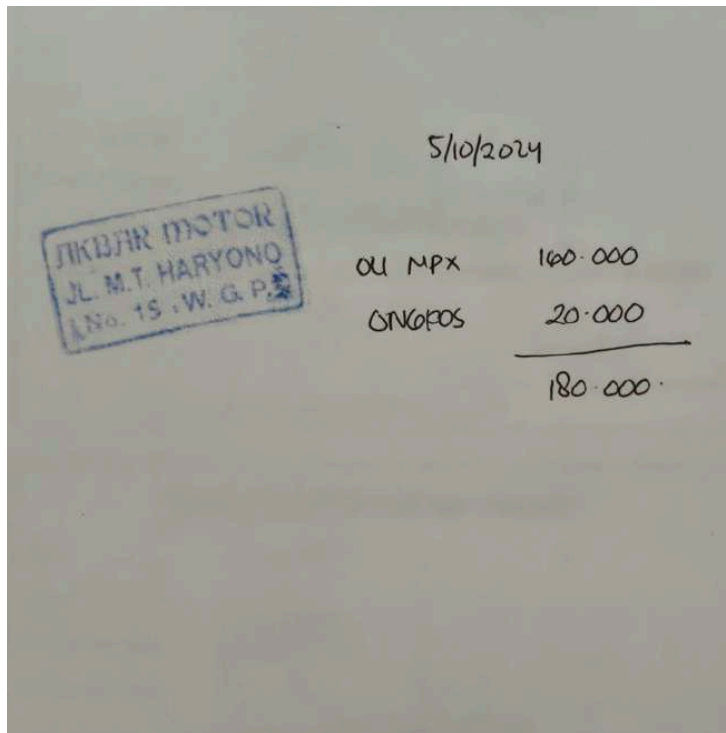 5/10/2024
AKBAR MOTOR
JL. M.T. HARYONO
No. 15 . W. G. P.
OLI MPX 160.000
ONGKOS 20.000
180.000.